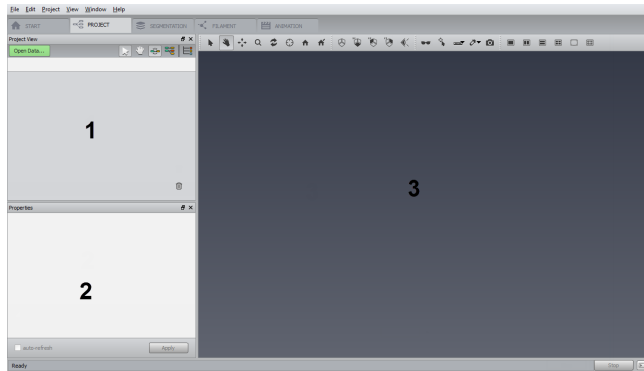 File Edit Project View Window Help
START PROJECT SEGMENTATION FILAMENT ANIMATION
Project View
Open Data...
1
3
Properties
2
auto-refresh Apply
Ready Stop